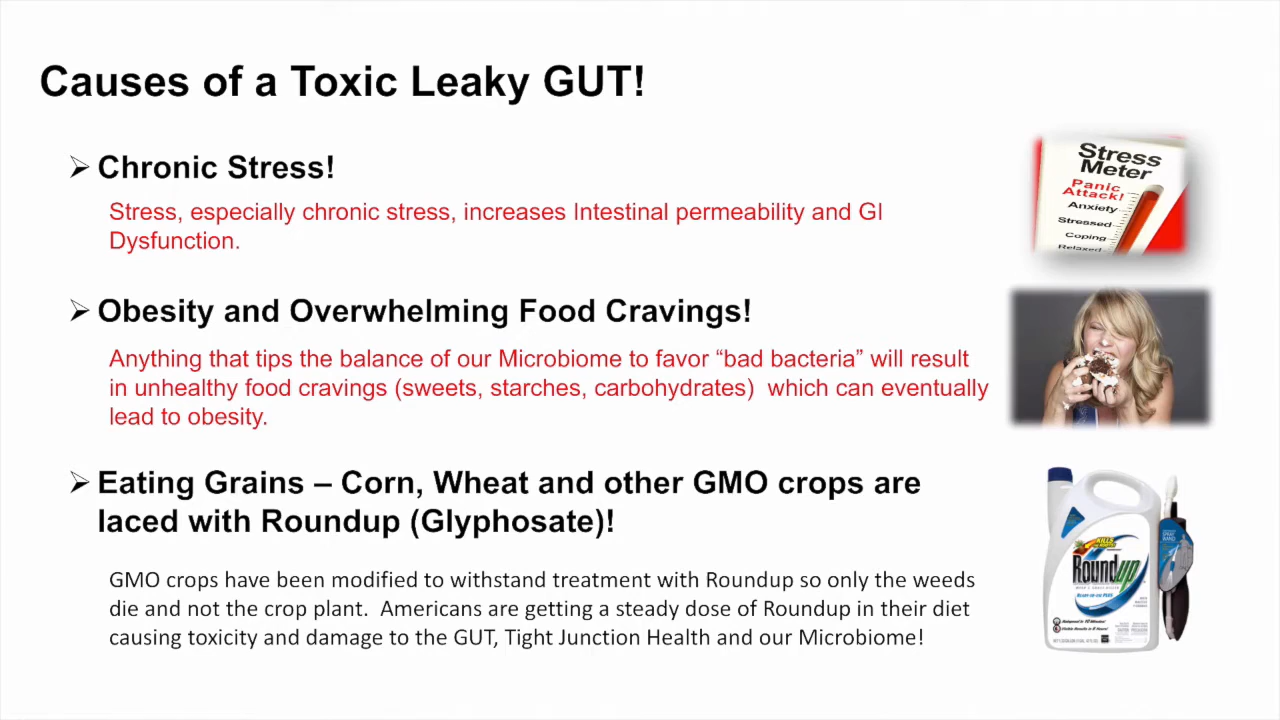 Causes of a Toxic Leaky GUT!
➢ Chronic Stress!
Stress, especially chronic stress, increases Intestinal permeability and GI
Dysfunction.
Stress
Meter
Panic
Attack!
Anxiety
Stressed
Coping
Relaxed
➢ Obesity and Overwhelming Food Cravings!
Anything that tips the balance of our Microbiome to favor “bad bacteria” will result
in unhealthy food cravings (sweets, starches, carbohydrates)  which can eventually
lead to obesity.
➢ Eating Grains – Corn, Wheat and other GMO crops are
laced with Roundup (Glyphosate)!
GMO crops have been modified to withstand treatment with Roundup so only the weeds
die and not the crop plant.  Americans are getting a steady dose of Roundup in their diet
causing toxicity and damage to the GUT, Tight Junction Health and our Microbiome!
KILLS
Roundup